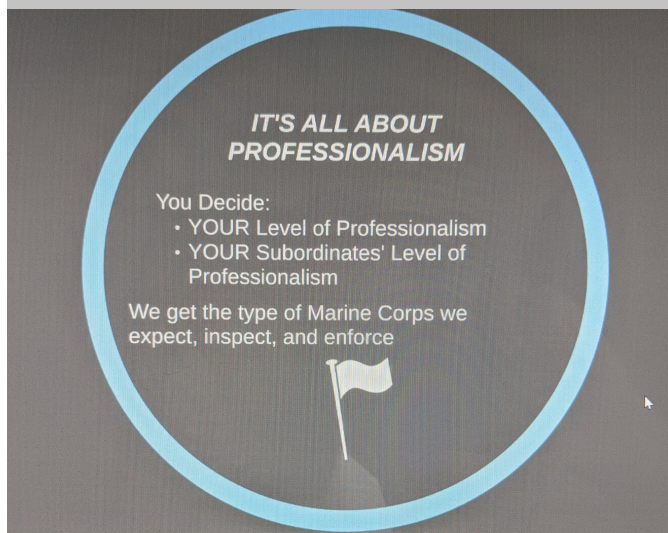 IT'S ALL ABOUT
PROFESSIONALISM
You Decide:
• YOUR Level of Professionalism
• YOUR Subordinates' Level of
Professionalism
We get the type of Marine Corps we
expect, inspect, and enforce